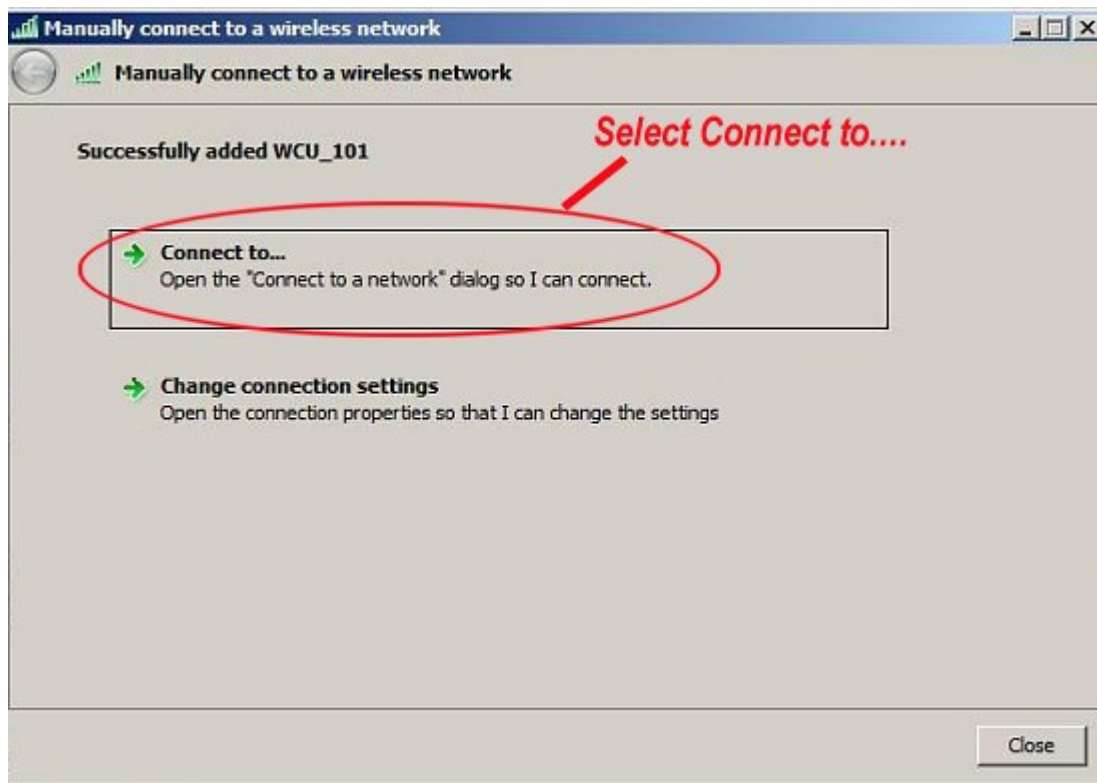 Manually connect to a wireless network
Manually connect to a wireless network
Select Connect to....
Successfully added WCU_101
Connect to...
Open the "Connect to a network" dialog so I can connect.
Change connection settings
Open the connection properties so that I can change the settings
Close